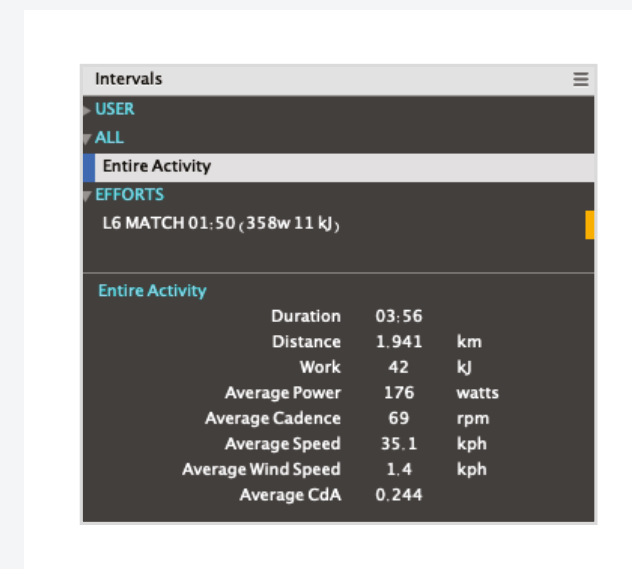 Intervals
USER
ALL
Entire Activity
EFFORTS
L6 MATCH 01:50 (358w 11 kJ)
Entire Activity
Duration 03:56
Distance 1.941 km
Work 42 kJ
Average Power 176 watts
Average Cadence 69 rpm
Average Speed 35.1 kph
Average Wind Speed 1.4 kph
Average CdA 0.244